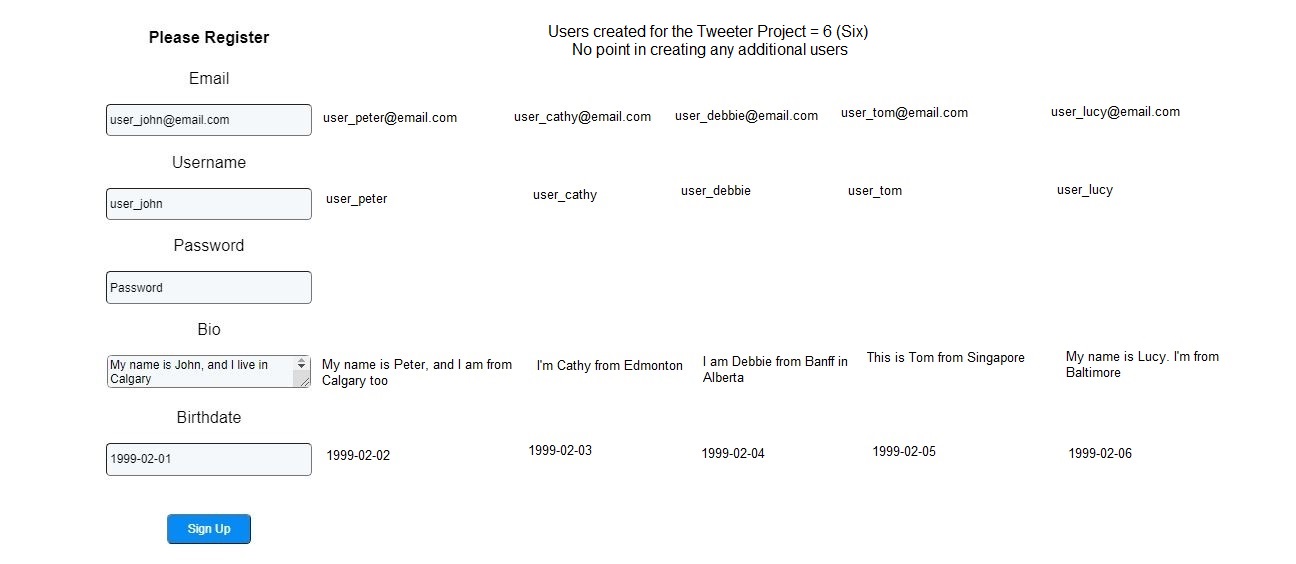 Please Register
Users created for the Tweeter Project = 6 (Six)
No point in creating any additional users
Email
user_john@email.com
user_peter@email.com
user_cathy@email.com
user_debbie@email.com
user_tom@email.com
user_lucy@email.com
Username
user_john
user_peter
user_cathy
user_debbie
user_tom
user_lucy
Password
Password
Bio
My name is John, and I live in
Calgary
My name is Peter, and I am from
Calgary too
I'm Cathy from Edmonton
I am Debbie from Banff in
Alberta
This is Tom from Singapore
My name is Lucy. I'm from
Baltimore
Birthdate
1999-02-01
1999-02-02
1999-02-03
1999-02-04
1999-02-05
1999-02-06
Sign Up